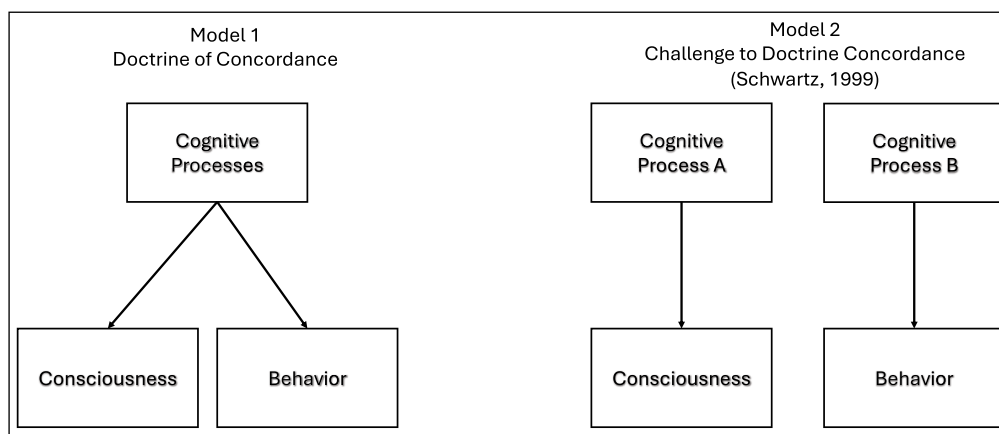 Model 1
Doctrine of Concordance
Model 2
Challenge to Doctrine Concordance
(Schwartz, 1999)
Cognitive
Processes
Cognitive
Process A
Cognitive
Process B
Consciousness
Behavior
Consciousness
Behavior